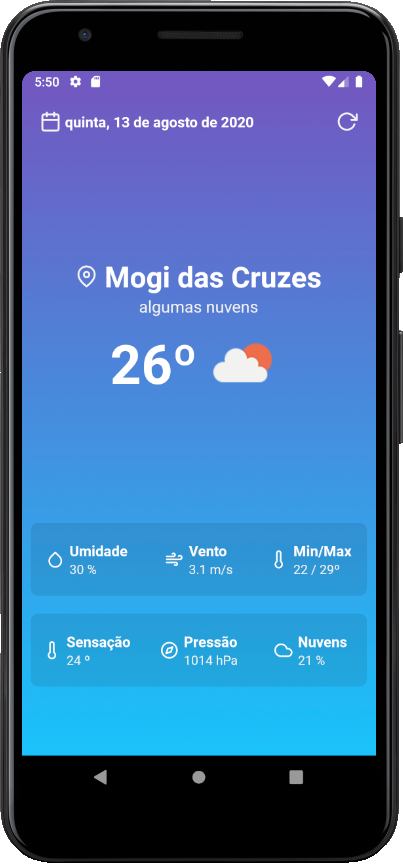 5:50
quinta, 13 de agosto de 2020
Mogi das Cruzes
algumas nuvens
26º
Umidade
30 %
Vento
3.1 m/s
Min/Max
22 / 29º
Sensação
24 º
Pressão
1014 hPa
Nuvens
21 %